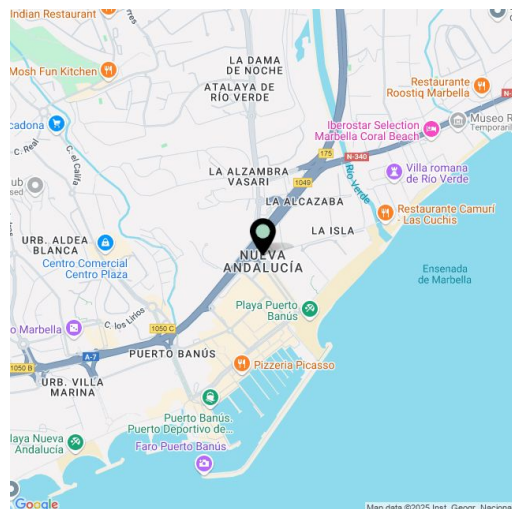 Indian Restaurant
LA DAMA
DE NOCHE
Mosh Fun Kitchen
ATALAYA DE
RÍO VERDE
Restaurante
Roostiq Marbella
N-
cadona
Iberostar Selection
Marbella Coral Beach
Museo R
Temporari
C. Real
C. el Califa
175
N-340
LA ALZAMBRA
VASARI
1049
Villa romana
de Río Verde
Río Verde
LA ALCAZABA
Restaurante Camurí
- Las Cuchis
LA ISLA
URB. ALDEA
BLANCA
Centro Comercial
Centro Plaza
NUEVA
ANDALUCÍA
Ensenada
de Marbella
Playa Puerto
Banús
C. los Lirios
o Marbella
1050 C
A-7
1050 B
PUERTO BANÚS
Pizzeria Picasso
URB. VILLA
MARINA
Puerto Banús.
Puerto Deportivo de...
laya Nueva
Andalucía
Faro Puerto Banús
Google
Map data ©2025 Inst. Geogr. Naciona